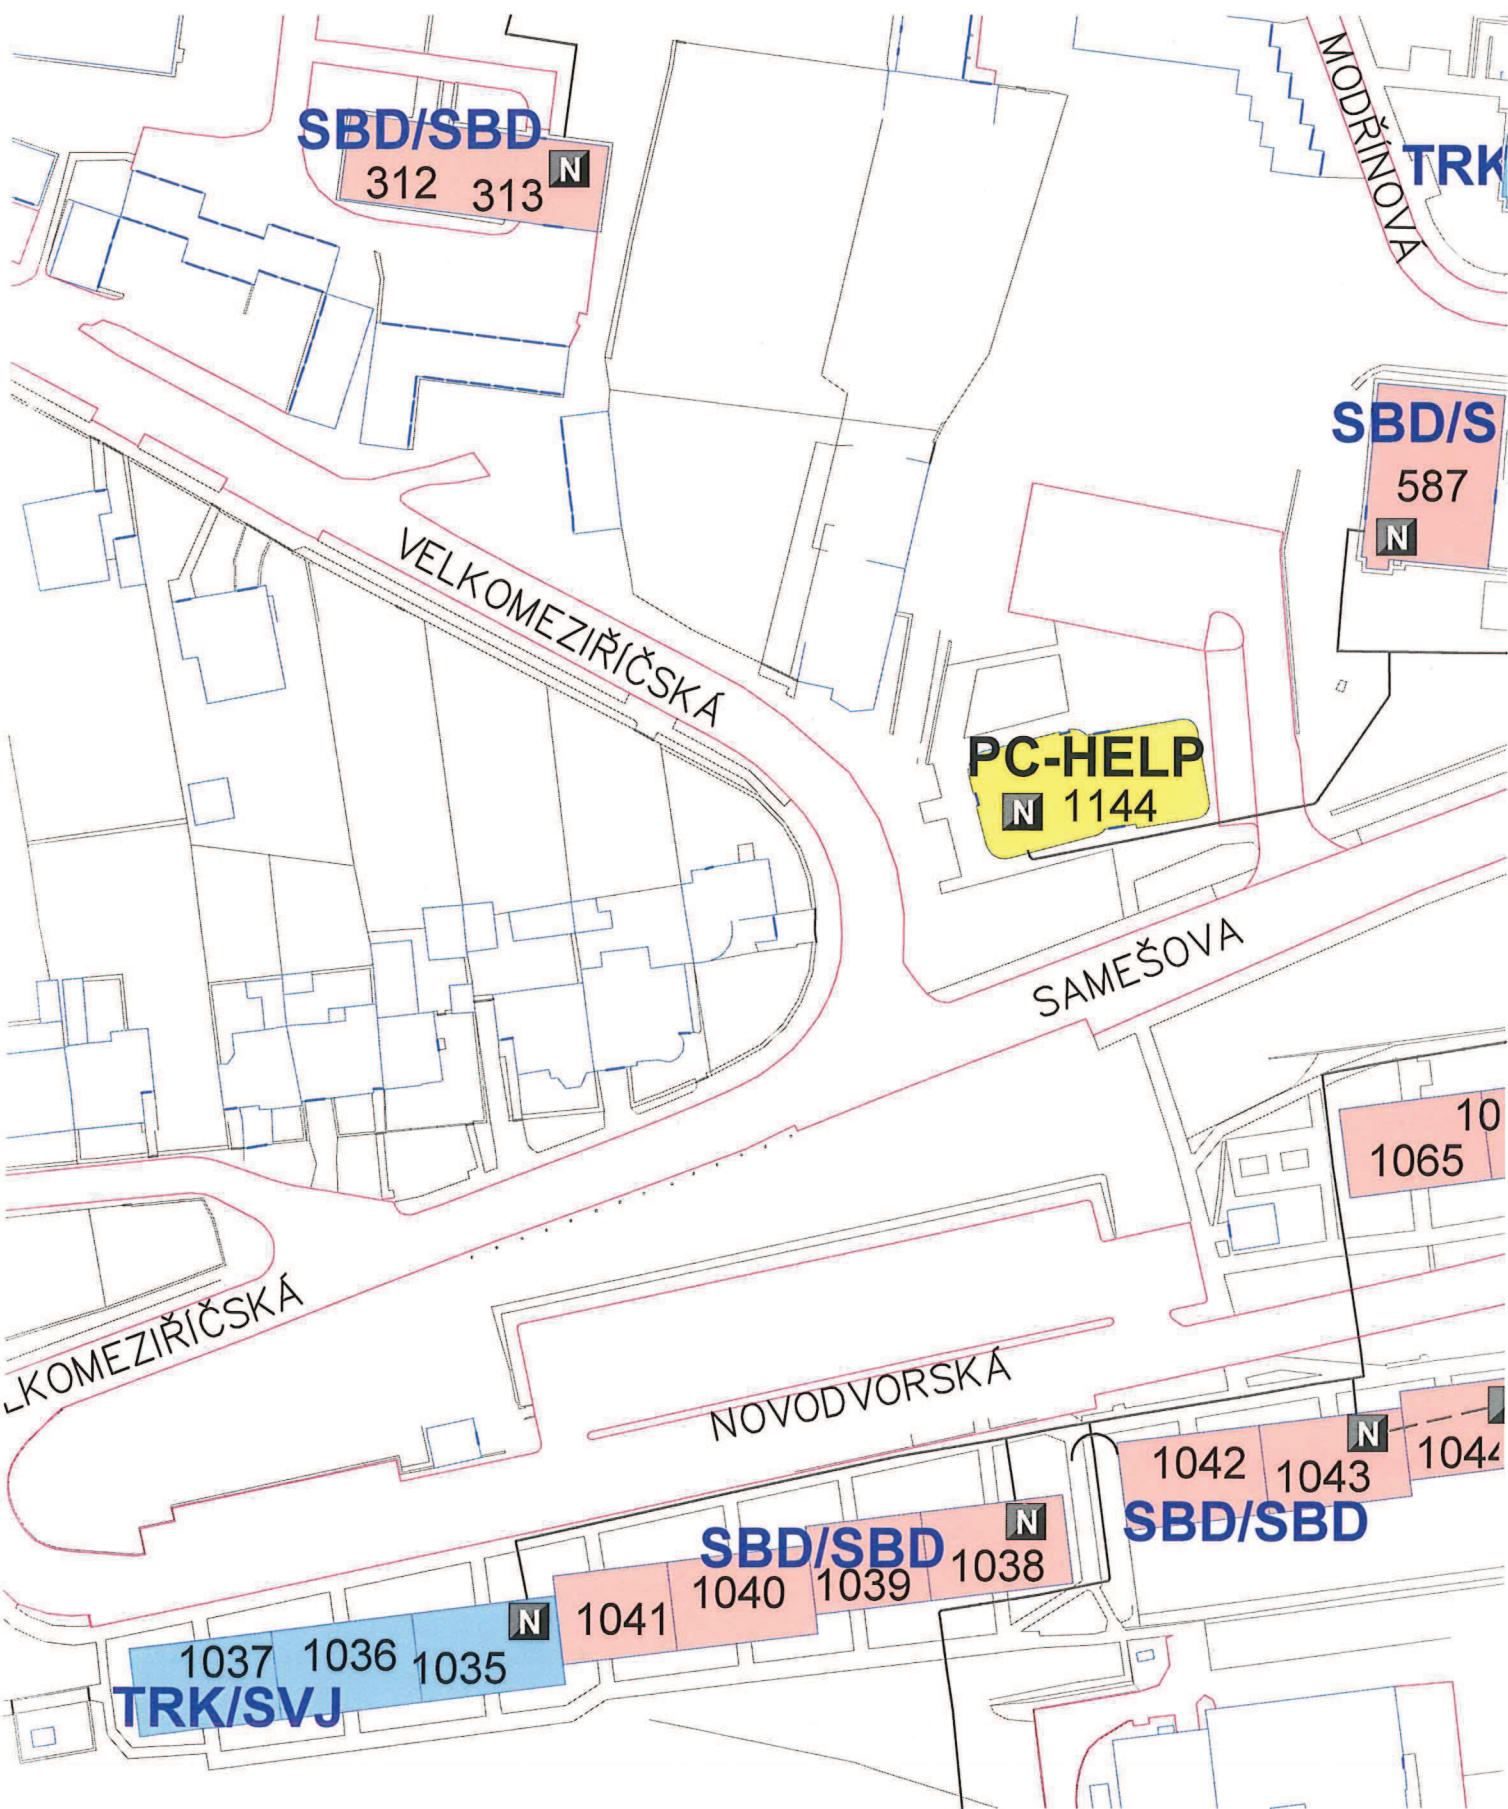 MODŘÍNOVÁ
SBD/SBD
312 313 N
TRK
SBD/S
587
N
VELKOMEZIŘÍČSKÁ
PC-HELP
N 1144
SAMEŠOVA
10
1065
LKOMEZIŘÍČSKÁ
NOVODVORSKÁ
1042 1043 N 1044
SBD/SBD
SBD/SBD N
1041 1040 1039 1038
N
1037 1036 1035
TRK/SVJ